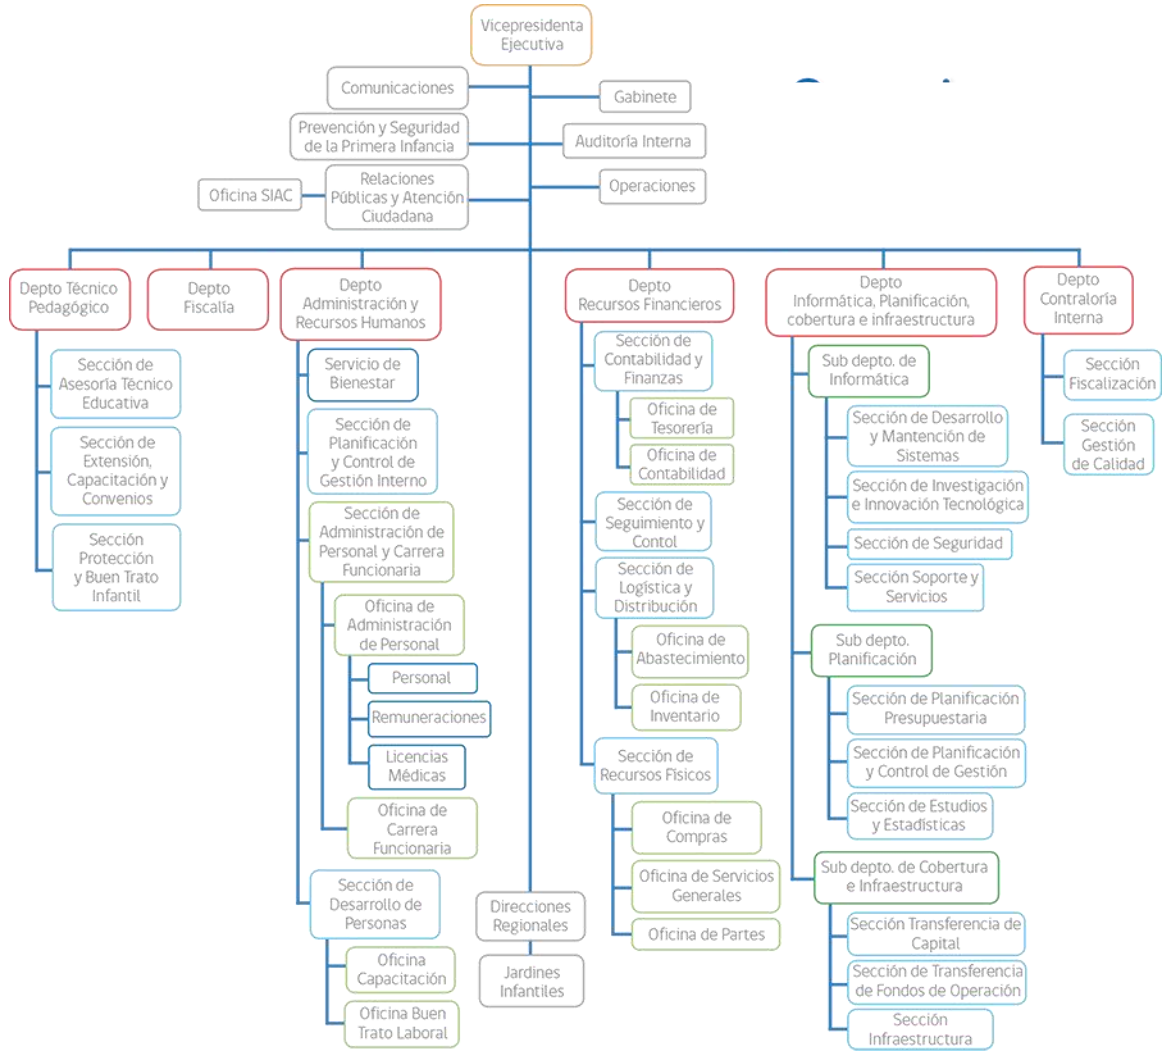 Vicepresidenta
Ejecutiva
Comunicaciones
Gabinete
Prevención y Seguridad
de la Primera Infancia
Auditoría Interna
Relaciones
Públicas y Atención
Ciudadana
Oficina SIAC
Operaciones
Depto Técnico
Pedagógico
Sección de
Asesoría Técnico
Educativa
Sección de
Extensión,
Capacitación y
Convenios
Sección
Protección
y Buen Trato
Infantil
Depto
Fiscalía
Depto
Administración y
Recursos Humanos
Servicio de
Bienestar
Sección de
Planificación
y Control de
Gestión Interno
Sección de
Administración de
Personal y Carrera
Funcionaria
Oficina de
Administración
de Personal
Personal
Remuneraciones
Licencias
Médicas
Oficina de
Carrera
Funcionaria
Sección de
Desarrollo de
Personas
Oficina
Capacitación
Oficina Buen
Trato Laboral
Direcciones
Regionales
Jardines
Infantiles
Depto
Recursos Financieros
Sección de
Contabilidad y
Finanzas
Oficina de
Tesorería
Oficina de
Contabilidad
Sección de
Seguimiento y
Contol
Sección de
Logística y
Distribución
Oficina de
Abastecimiento
Oficina de
Inventario
Sección de
Recursos Físicos
Oficina de
Compras
Oficina de Servicios
Generales
Oficina de Partes
Depto
Informática, Planificación,
cobertura e infraestructura
Sub depto. de
Informática
Sección de Desarrollo
y Mantención de
Sistemas
Sección de Investigación
e Innovación Tecnológica
Sección de Seguridad
Sección Soporte y
Servicios
Sub depto.
Planificación
Sección de Planificación
Presupuestaria
Sección de Planificación
y Control de Gestión
Sección de Estudios
y Estadísticas
Sub depto. de Cobertura
e Infraestructura
Sección Transferencia de
Capital
Sección de Transferencia
de Fondos de Operación
Sección
Infraestructura
Depto
Contraloría
Interna
Sección
Fiscalización
Sección
Gestión
de Calidad